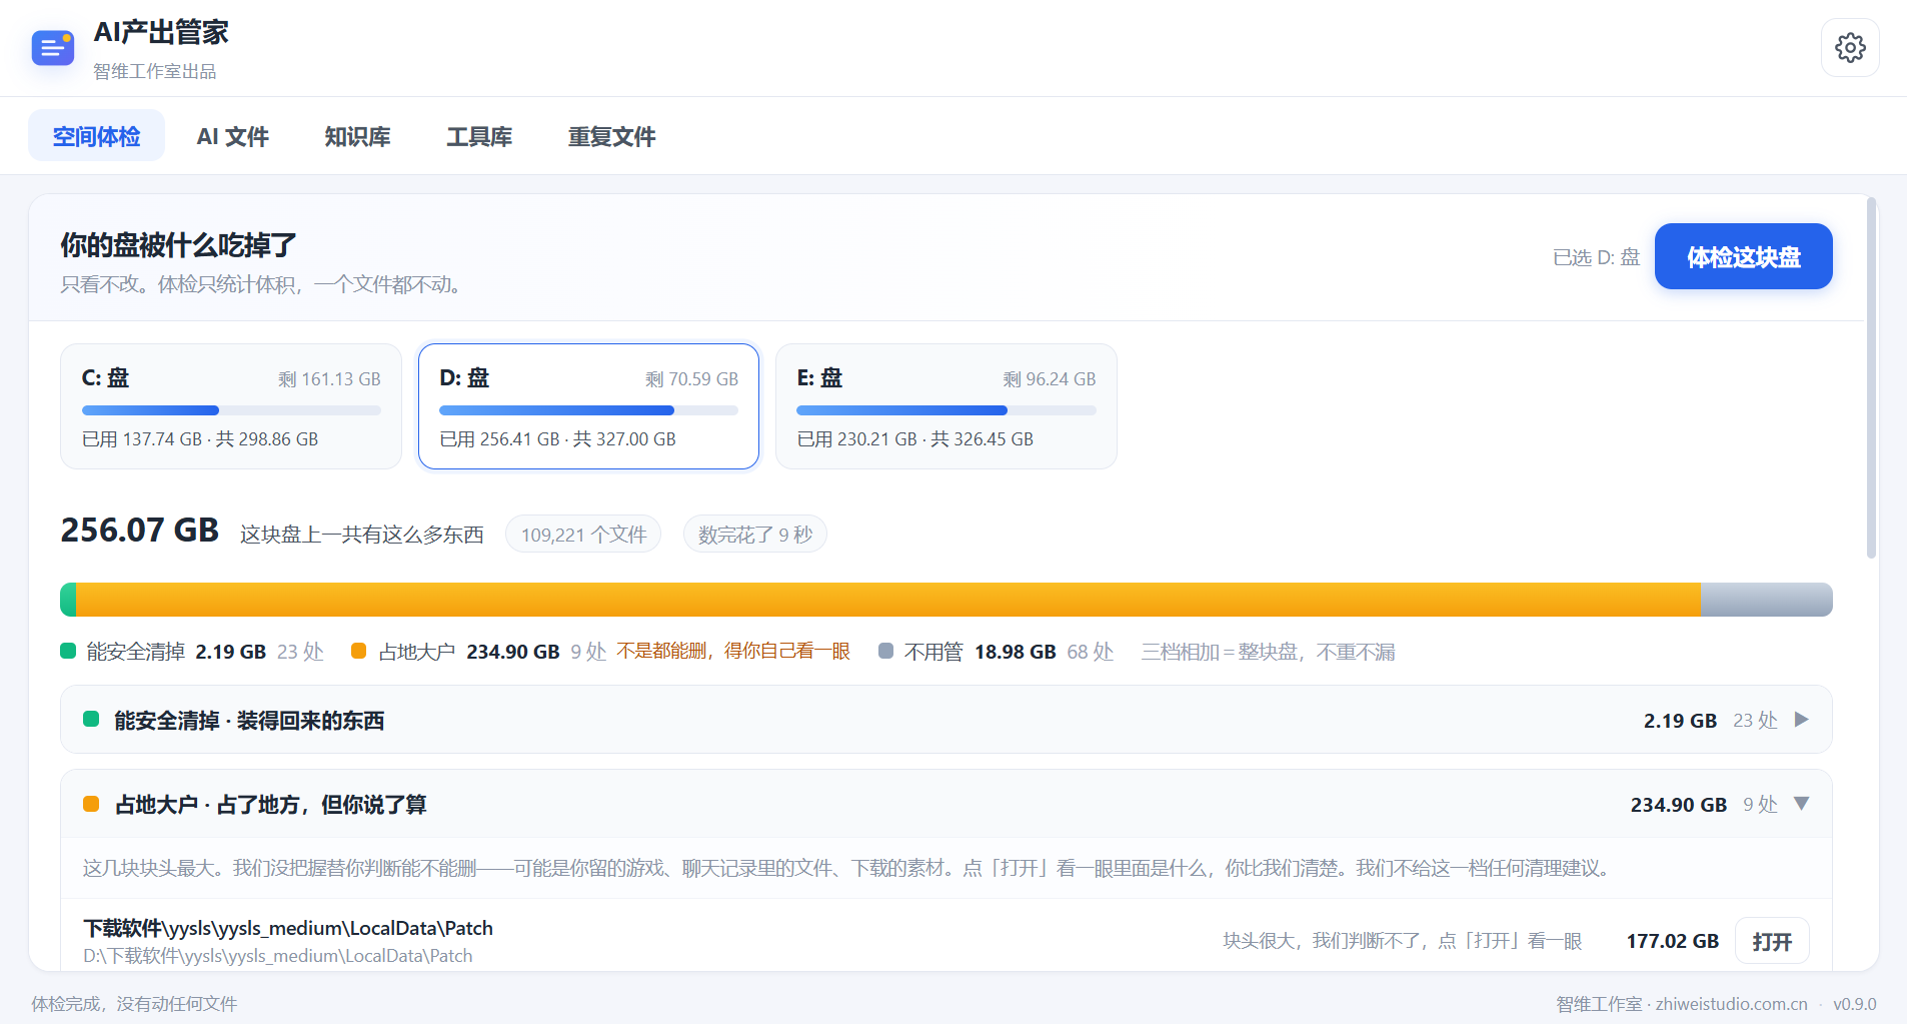 AI产出管家
智维工作室出品
空间体检 AI 文件 知识库 工具库 重复文件
你的盘被什么吃掉了
只看不改。体检只统计体积，一个文件都不动。
已选 D: 盘 体检这块盘
C: 盘 剩 161.13 GB
已用 137.74 GB · 共 298.86 GB
D: 盘 剩 70.59 GB
已用 256.41 GB · 共 327.00 GB
E: 盘 剩 96.24 GB
已用 230.21 GB · 共 326.45 GB
256.07 GB 这块盘上一共有这么多东西 109,221 个文件 数完花了 9 秒
能安全清掉 2.19 GB 23 处 占地大户 234.90 GB 9 处 不是都能删，得你自己看一眼 不用管 18.98 GB 68 处 三档相加＝整块盘，不重不漏
能安全清掉 · 装得回来的东西 2.19 GB 23 处
占地大户 · 占了地方，但你说了算 234.90 GB 9 处
这几块块头最大。我们没把握替你判断能不能删——可能是你留的游戏、聊天记录里的文件、下载的素材。点「打开」看一眼里面是什么，你比我们清楚。我们不给这一档任何清理建议。
下载软件\yysls\yysls_medium\LocalData\Patch
D:\下载软件\yysls\yysls_medium\LocalData\Patch
块头很大，我们判断不了，点「打开」看一眼 177.02 GB 打开
体检完成，没有动任何文件
智维工作室 · zhiweistudio.com.cn · v0.9.0